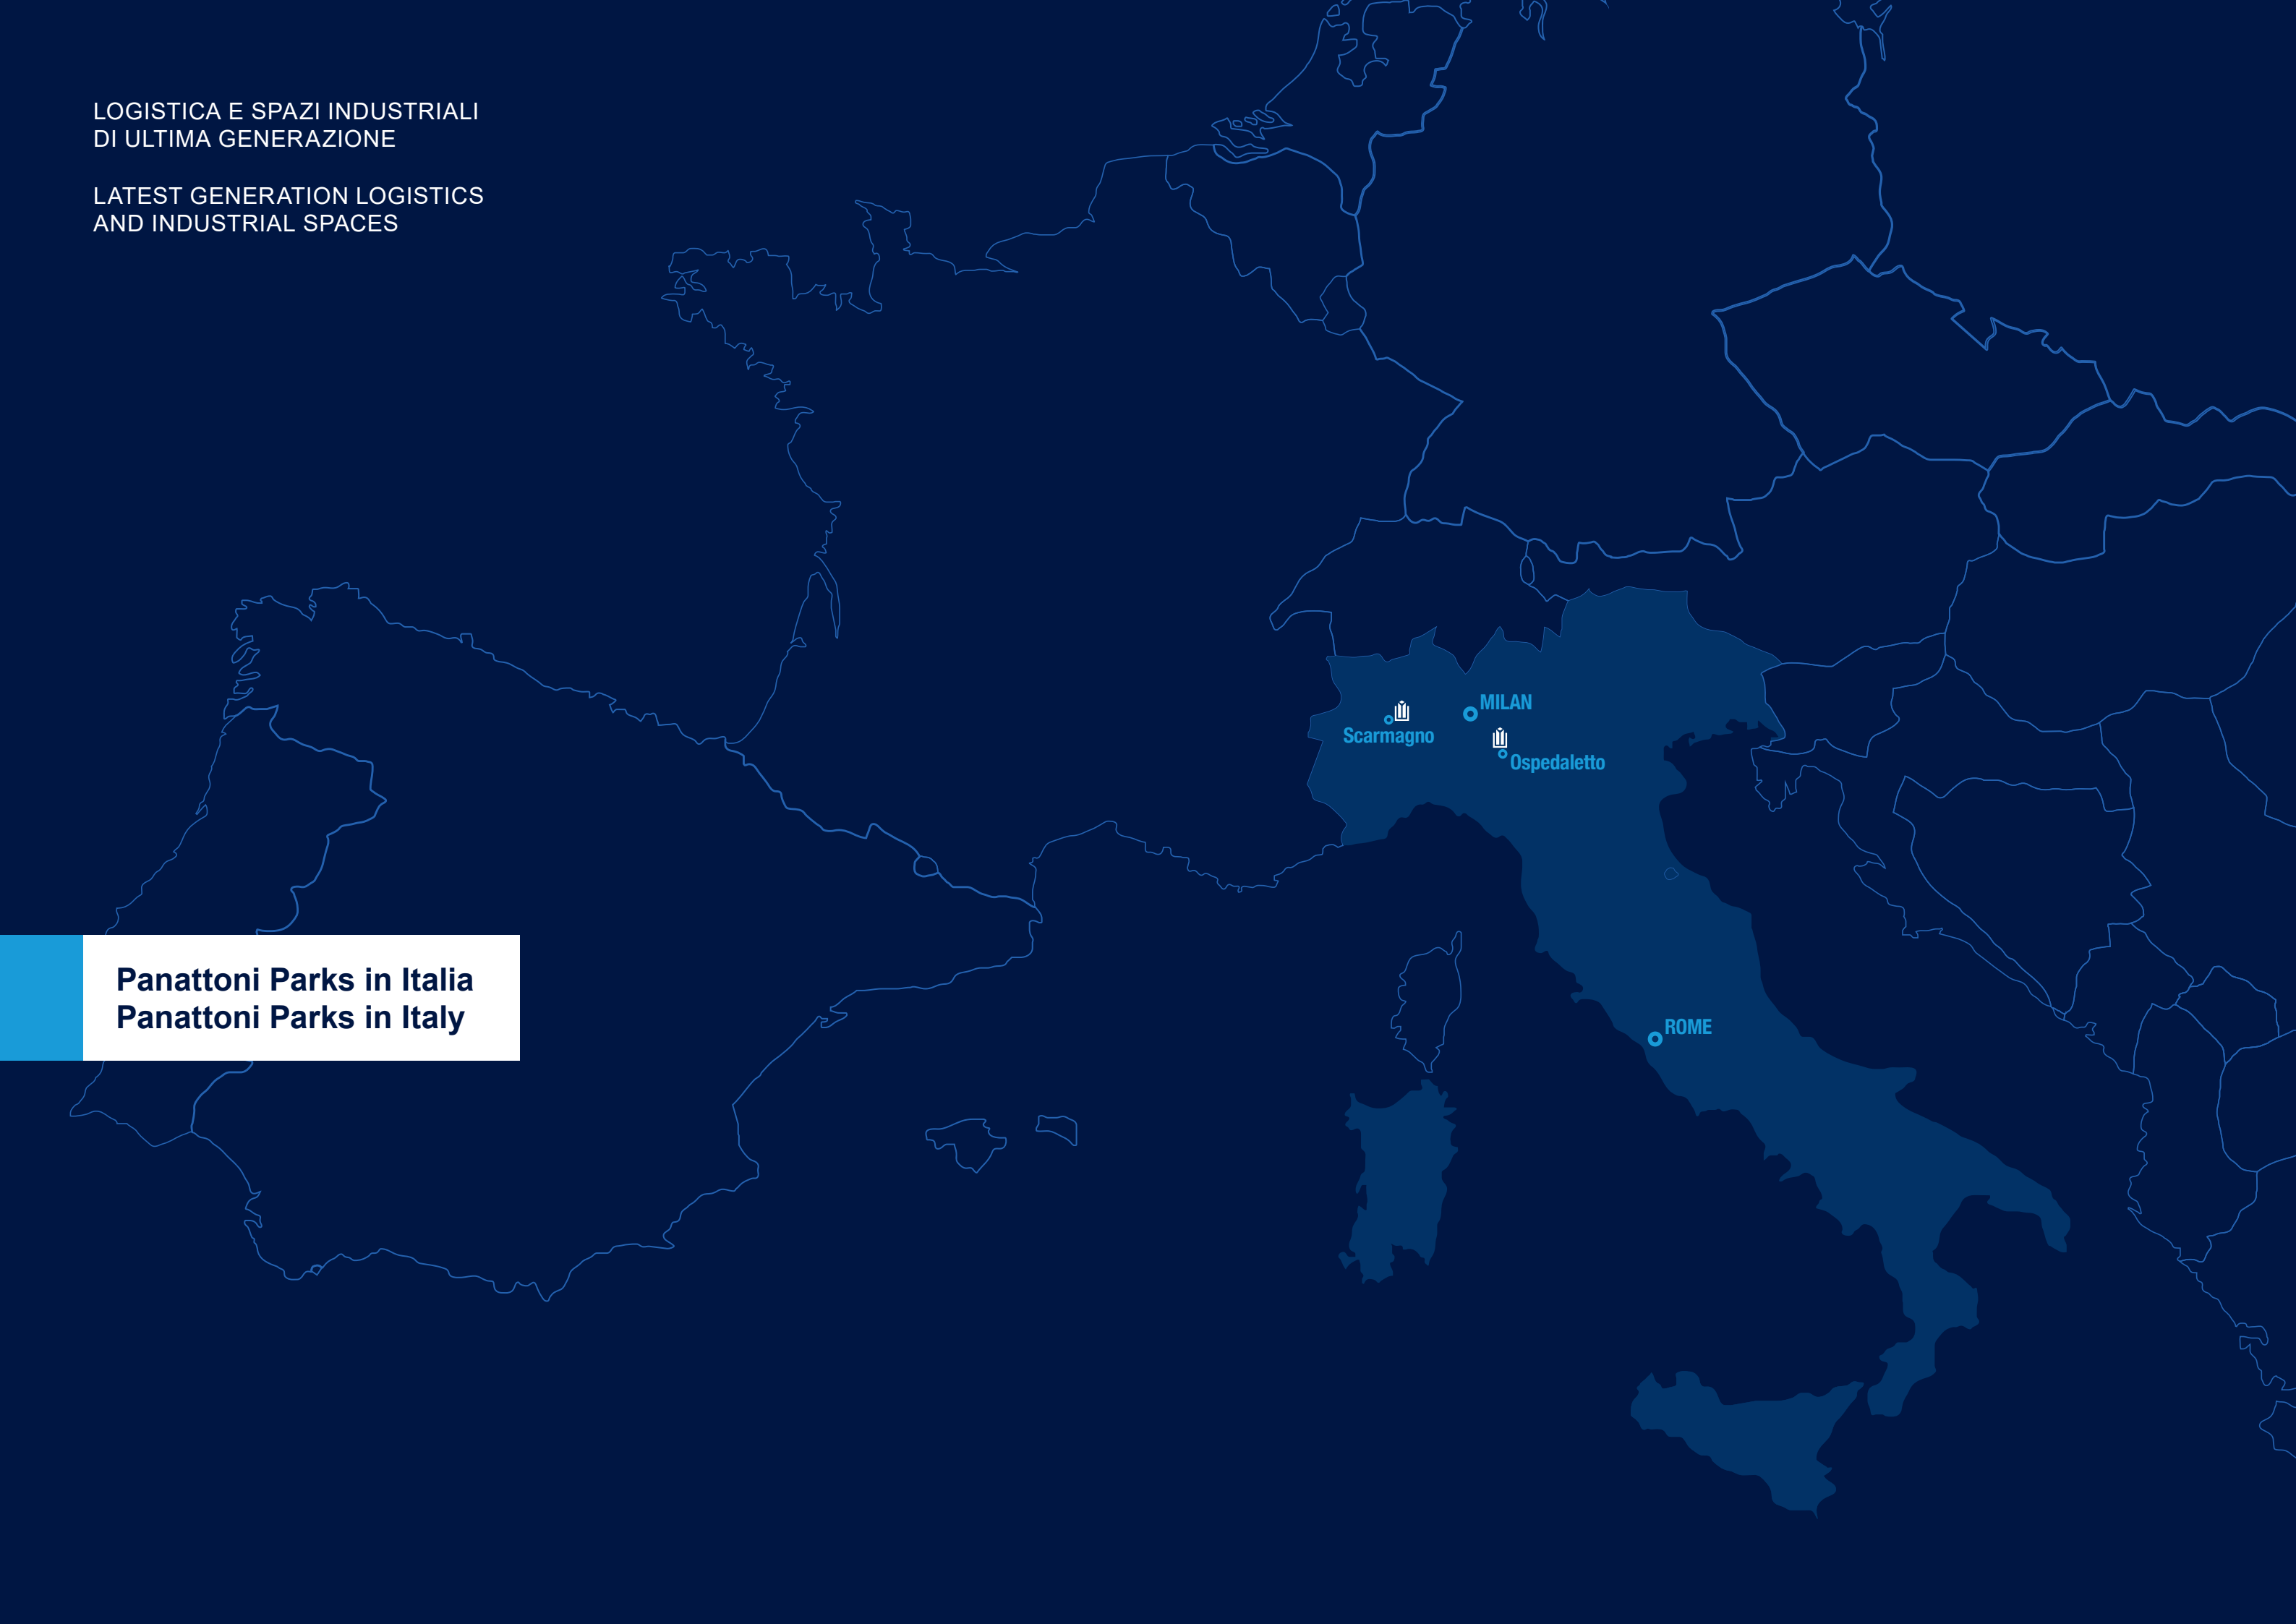 LOGISTICA E SPAZI INDUSTRIALI
DI ULTIMA GENERAZIONE
LATEST GENERATION LOGISTICS
AND INDUSTRIAL SPACES
MILAN
Scarmagno
Ospedaletto
Panattoni Parks in Italia
Panattoni Parks in Italy
ROME